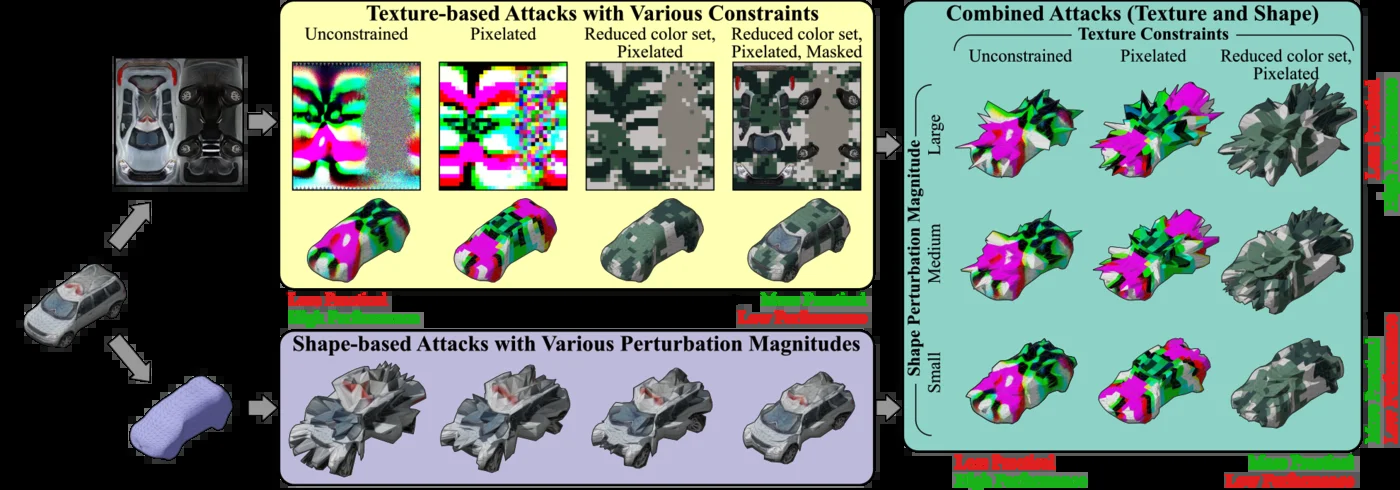 Texture-based Attacks with Various Constraints
Unconstrained
Pixelated
Reduced color set,
Pixelated
Reduced color set,
Pixelated, Masked
Less Practical
High Performance
More Practical
Low Performance
Shape-based Attacks with Various Perturbation Magnitudes
Combined Attacks (Texture and Shape)
Texture Constraints
Unconstrained
Pixelated
Reduced color set,
Pixelated
Shape Perturbation Magnitude
Large
Medium
Small
Less Practical
High Performance
More Practical
Low Performance
Less Practical
High Performance
More Practical
Low Performance